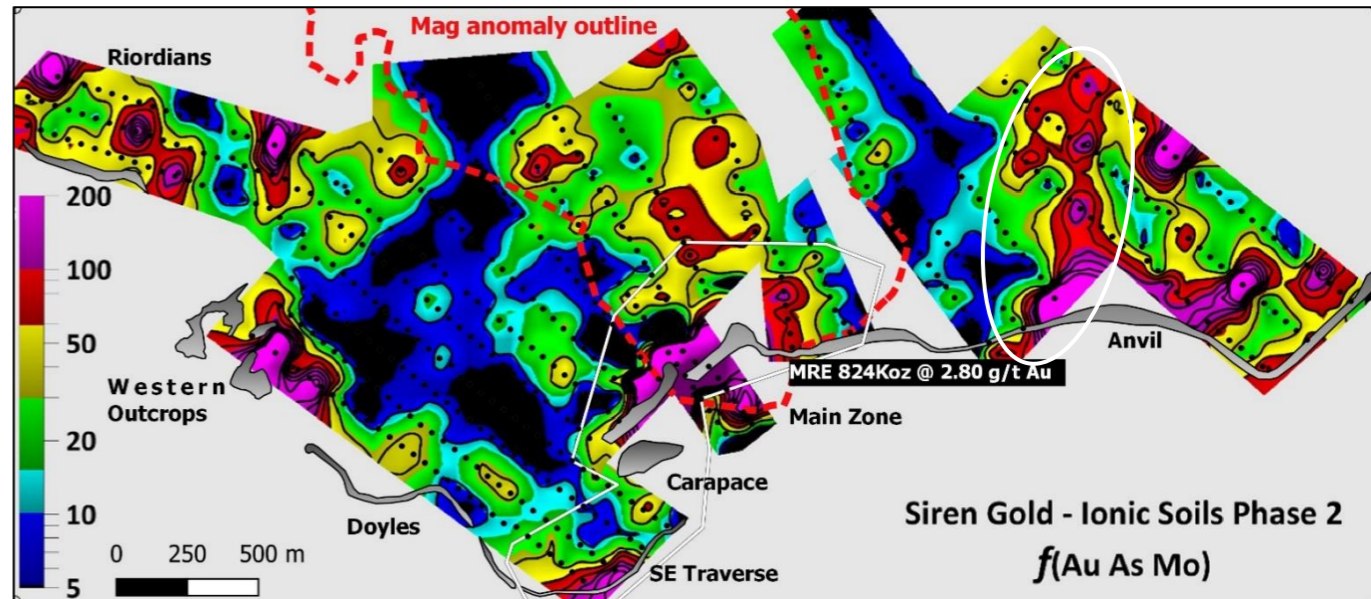 Mag anomaly outline
Riordians
200
100
50
20
10
5
Western
Outcrops
Anvil
MRE 824Koz @ 2.80 g/t Au
Main Zone
Carapace
Doyles
Siren Gold - Ionic Soils Phase 2
f(Au As Mo)
0 250 500 m
SE Traverse